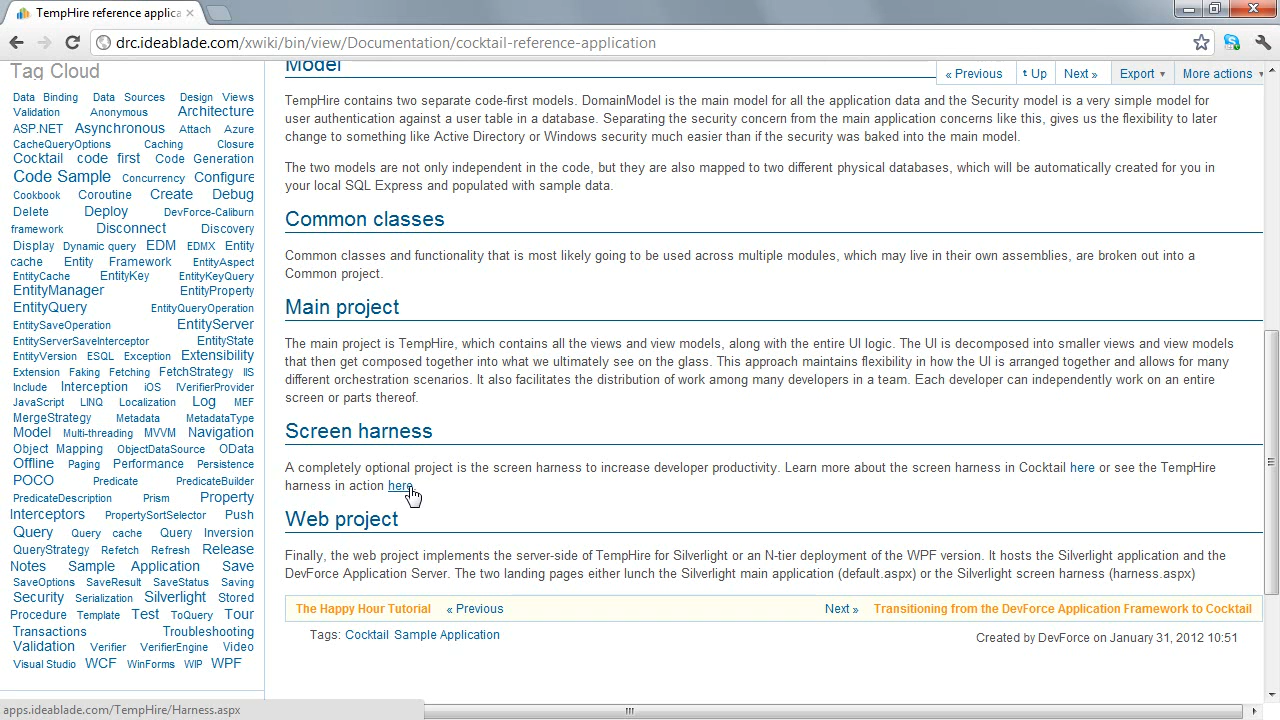 TempHire reference applica
drc.ideablade.com/xwiki/bin/view/Documentation/cocktail-reference-application
Tag Cloud
Data Binding Data Sources Design Views
Validation Anonymous Architecture
ASP.NET Asynchronous Attach Azure
CacheQueryOptions Caching Closure
Cocktail code first Code Generation
Code Sample Concurrency Configure
Cookbook Coroutine Create Debug
Delete Deploy DevForce-Caliburn
framework Disconnect Discovery
Display Dynamic query EDM EDMX Entity
cache Entity Framework EntityAspect
EntityCache EntityKey EntityKeyQuery
EntityManager EntityProperty
EntityQuery EntityQueryOperation
EntitySaveOperation EntityServer
EntityServerSaveInterceptor EntityState
EntityVersion ESQL Exception Extensibility
Extension Faking Fetching FetchStrategy IIS
Include Interception iOS IVerifierProvider
JavaScript LINQ Localization Log MEF
MergeStrategy Metadata MetadataType
Model Multi-threading MVVM Navigation
Object Mapping ObjectDataSource OData
Offline Paging Performance Persistence
POCO Predicate PredicateBuilder
PredicateDescription Prism Property
Interceptors PropertySortSelector Push
Query Query cache Query Inversion
QueryStrategy Refetch Refresh Release
Notes Sample Application Save
SaveOptions SaveResult SaveStatus Saving
Security Serialization Silverlight Stored
Procedure Template Test ToQuery Tour
Transactions Troubleshooting
Validation Verifier VerifierEngine Video
Visual Studio WCF WinForms WIP WPF
Model
« Previous Up Next » Export More actions
TempHire contains two separate code-first models. DomainModel is the main model for all the application data and the Security model is a very simple model for
user authentication against a user table in a database. Separating the security concern from the main application concerns like this, gives us the flexibility to later
change to something like Active Directory or Windows security much easier than if the security was baked into the main model.
The two models are not only independent in the code, but they are also mapped to two different physical databases, which will be automatically created for you in
your local SQL Express and populated with sample data.
Common classes
Common classes and functionality that is most likely going to be used across multiple modules, which may live in their own assemblies, are broken out into a
Common project.
Main project
The main project is TempHire, which contains all the views and view models, along with the entire UI logic. The UI is decomposed into smaller views and view models
that then get composed together into what we ultimately see on the glass. This approach maintains flexibility in how the UI is arranged together and allows for many
different orchestration scenarios. It also facilitates the distribution of work among many developers in a team. Each developer can independently work on an entire
screen or parts thereof.
Screen harness
A completely optional project is the screen harness to increase developer productivity. Learn more about the screen harness in Cocktail here or see the TempHire
harness in action here.
Web project
Finally, the web project implements the server-side of TempHire for Silverlight or an N-tier deployment of the WPF version. It hosts the Silverlight application and the
DevForce Application Server. The two landing pages either lunch the Silverlight main application (default.aspx) or the Silverlight screen harness (harness.aspx)
The Happy Hour Tutorial « Previous Next » Transitioning from the DevForce Application Framework to Cocktail
Tags: Cocktail Sample Application
Created by DevForce on January 31, 2012 10:51
apps.ideablade.com/TempHire/Harness.aspx